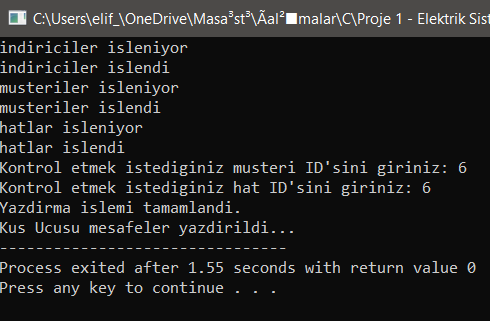 C:\Users\elif_\OneDrive\Masa³st³\Ãal²■malar\C\Proje 1 - Elektrik Sis
indiriciler isleniyor
indiriciler islendi
musteriler isleniyor
musteriler islendi
hatlar isleniyor
hatlar islendi
Kontrol etmek istediginiz musteri ID'sini giriniz: 6
Kontrol etmek istediginiz hat ID'sini giriniz: 6
Yazdirma islemi tamamlandi.
Kus Ucusu mesafeler yazdirildi...
--------------------------------
Process exited after 1.55 seconds with return value 0
Press any key to continue . . .